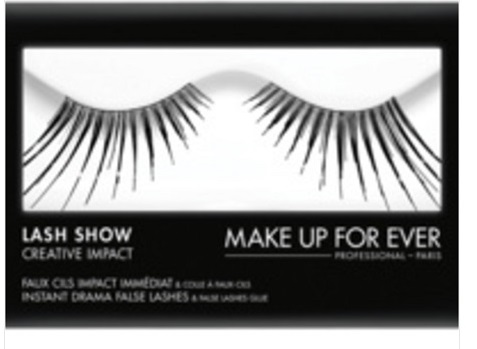 LASH SHOW
CREATIVE IMPACT
MAKE UP FOR EVER
PROFESSIONAL – PARIS
FAUX CILS IMPACT IMMÉDIAT & COLLE À FAUX CILS
INSTANT DRAMA FALSE LASHES & FALSE LASHES GLUE